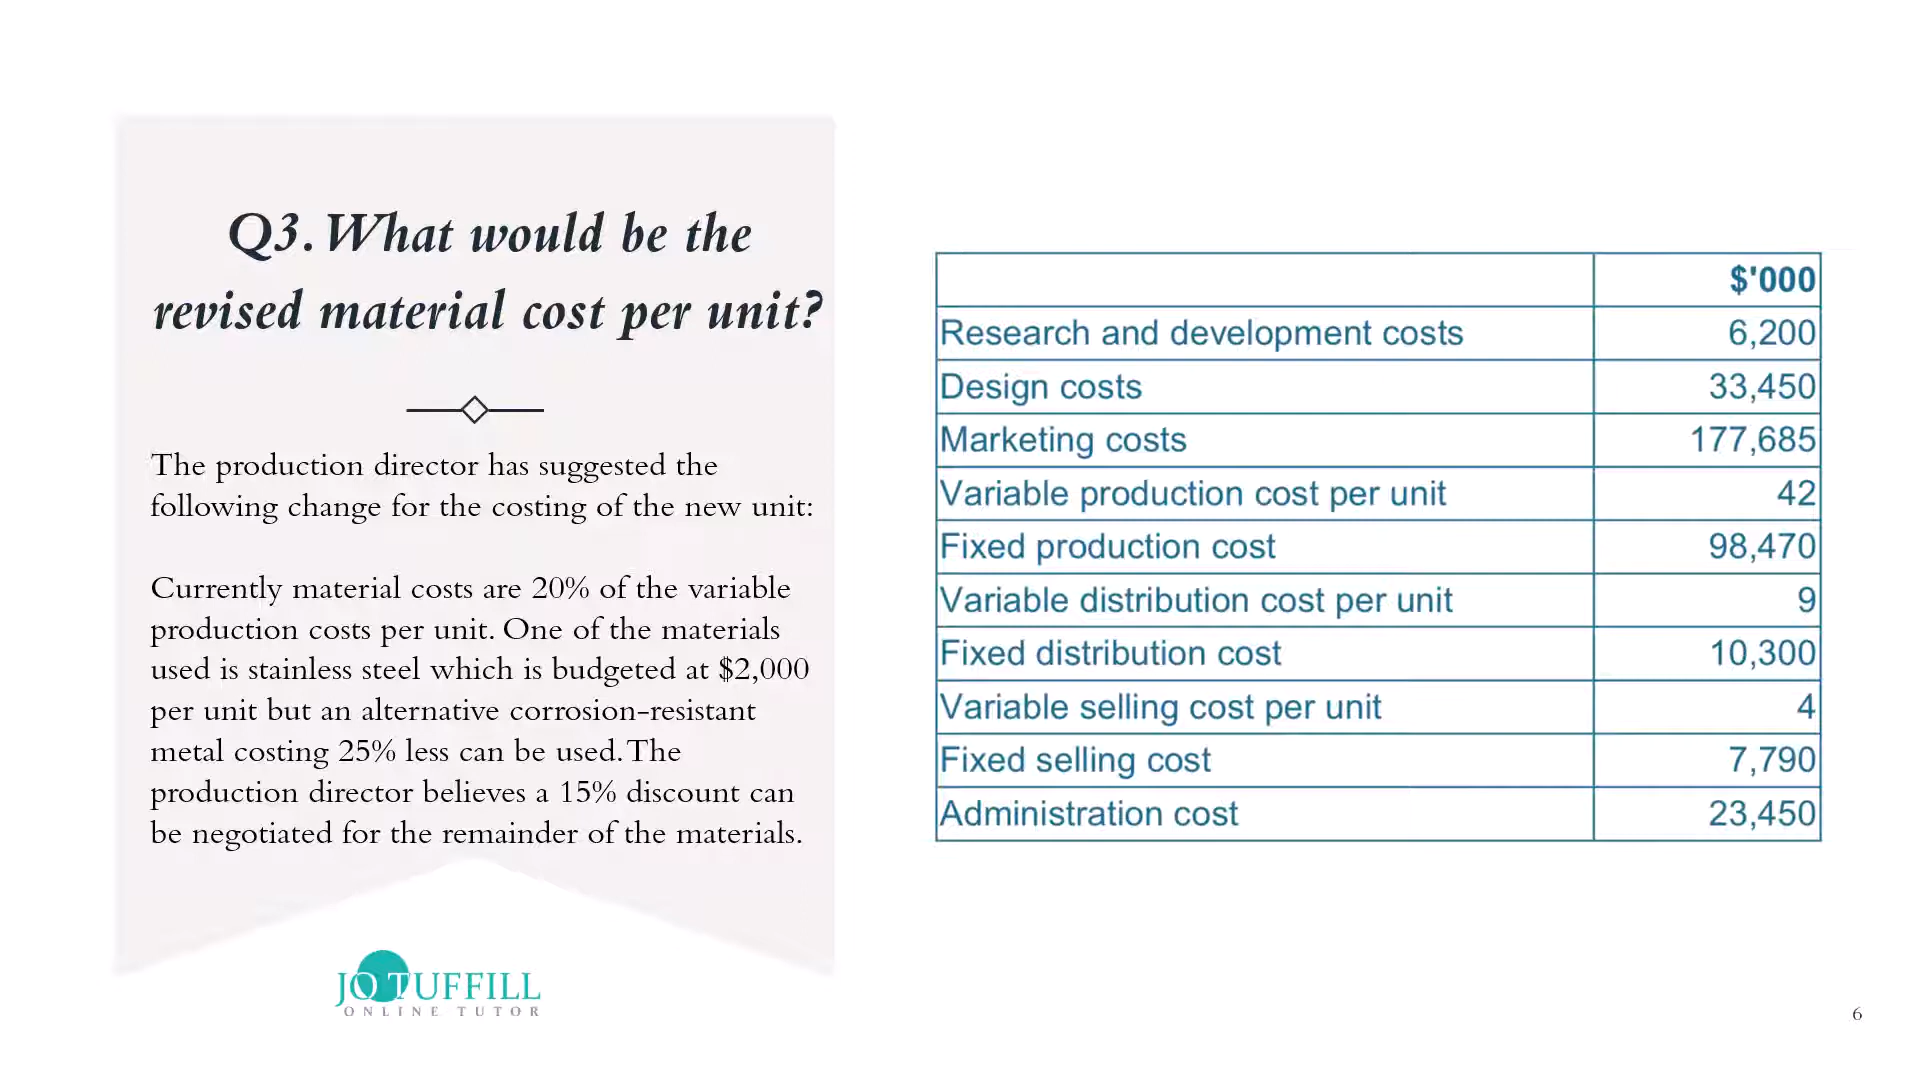 Q3. What would be the
revised material cost per unit?
The production director has suggested the
following change for the costing of the new unit:
Currently material costs are 20% of the variable
production costs per unit. One of the materials
used is stainless steel which is budgeted at $2,000
per unit but an alternative corrosion-resistant
metal costing 25% less can be used. The
production director believes a 15% discount can
be negotiated for the remainder of the materials.
$'000
Research and development costs 6,200
Design costs 33,450
Marketing costs 177,685
Variable production cost per unit 42
Fixed production cost 98,470
Variable distribution cost per unit 9
Fixed distribution cost 10,300
Variable selling cost per unit 4
Fixed selling cost 7,790
Administration cost 23,450
JO TUFFILL
ONLINE TUTOR
6